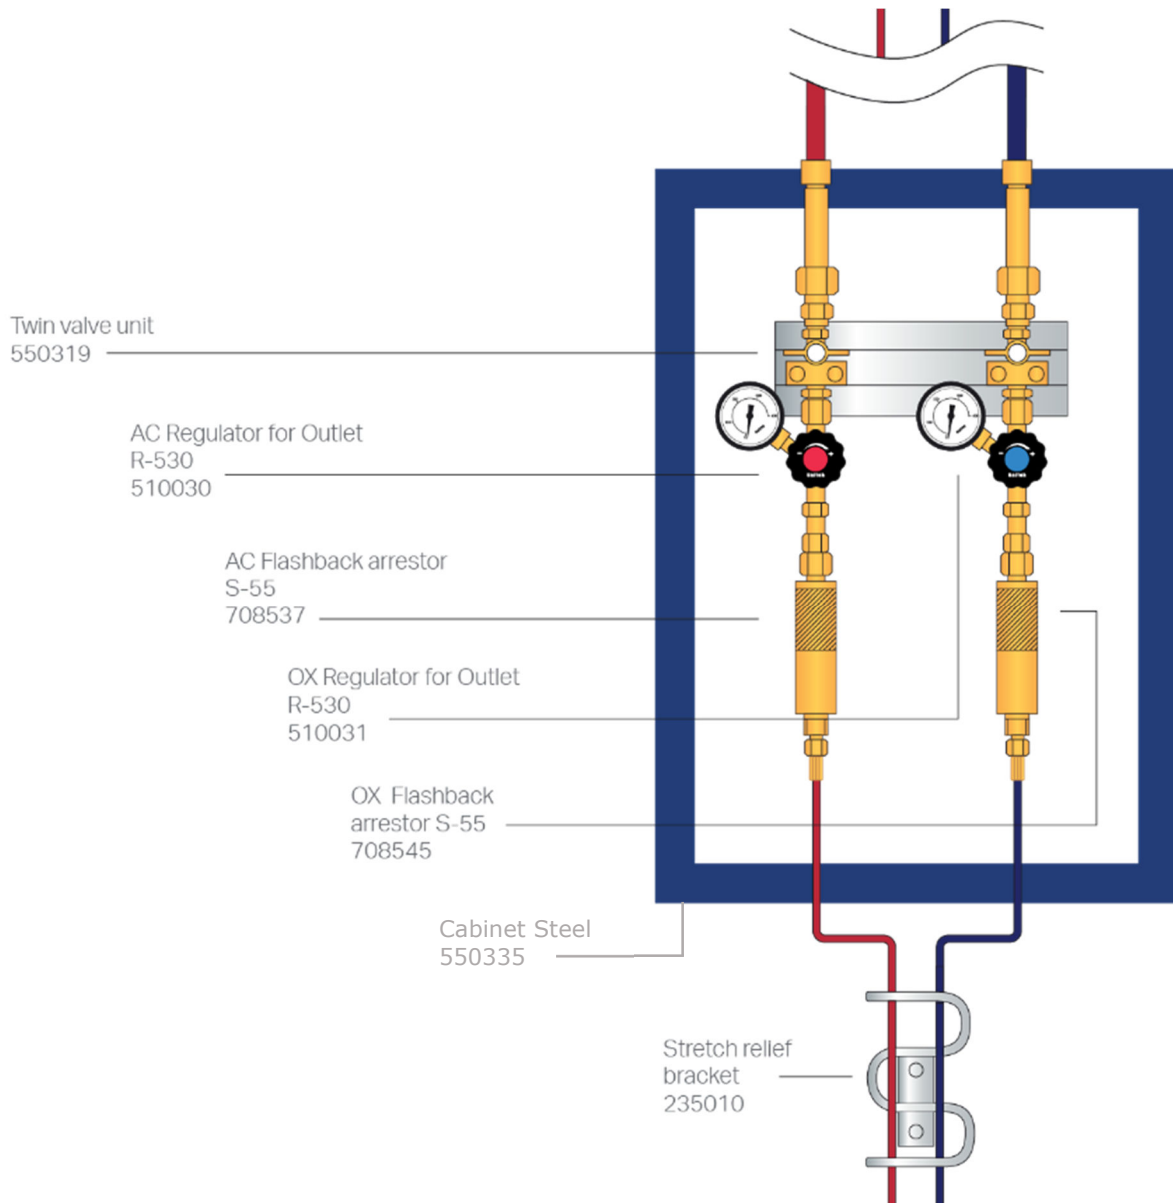 Twin valve unit
550319
AC Regulator for Outlet
R-530
510030
AC Flashback arrestor
S-55
708537
OX Regulator for Outlet
R-530
510031
OX Flashback
arrestor S-55
708545
Cabinet Steel
550335
Stretch relief
bracket
235010